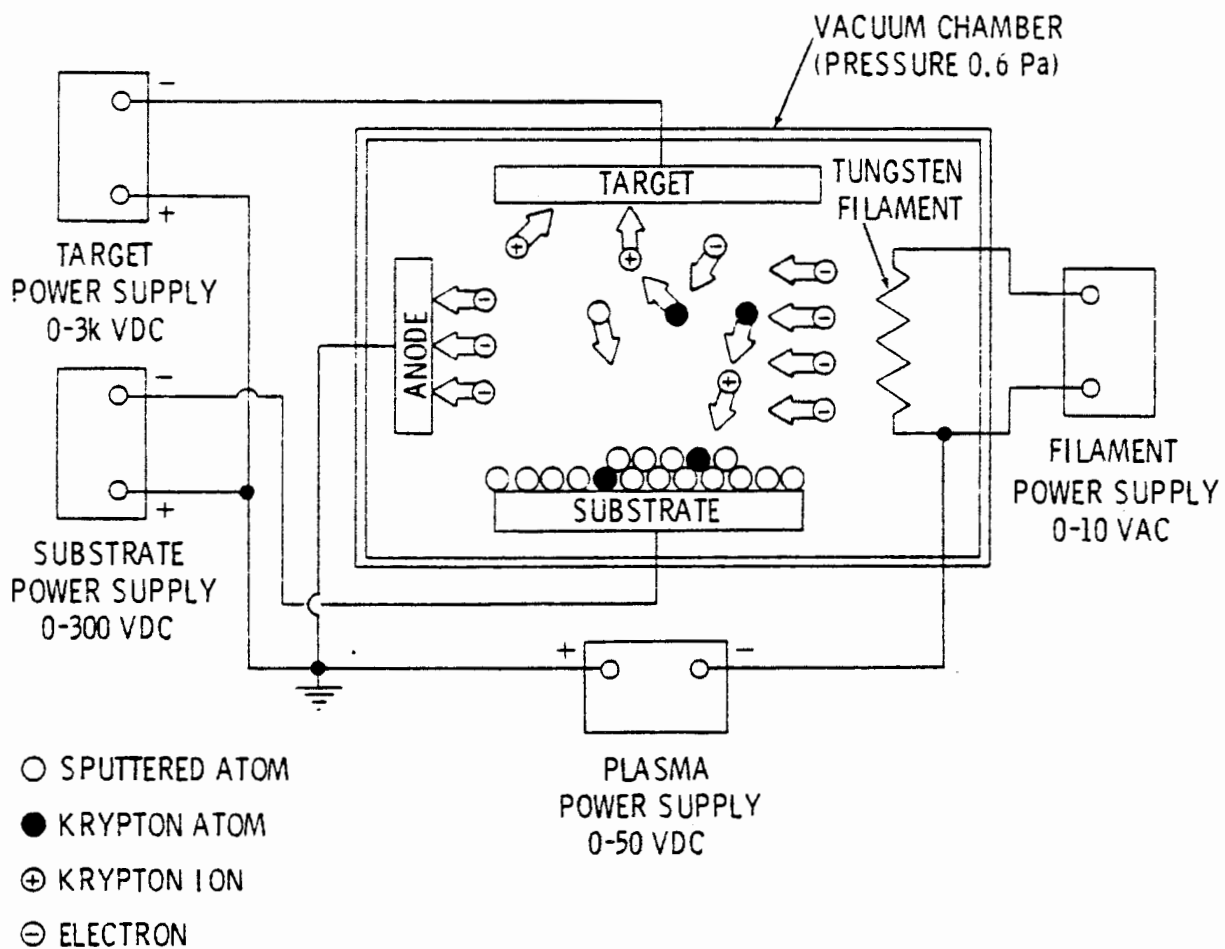 VACUUM CHAMBER
(PRESSURE 0.6 Pa)
−
+
TARGET
POWER SUPPLY
0-3k VDC
TARGET
TUNGSTEN
FILAMENT
ANODE
−
+
SUBSTRATE
POWER SUPPLY
0-300 VDC
SUBSTRATE
FILAMENT
POWER SUPPLY
0-10 VAC
+ −
PLASMA
POWER SUPPLY
0-50 VDC
SPUTTERED ATOM
KRYPTON ATOM
KRYPTON ION
ELECTRON